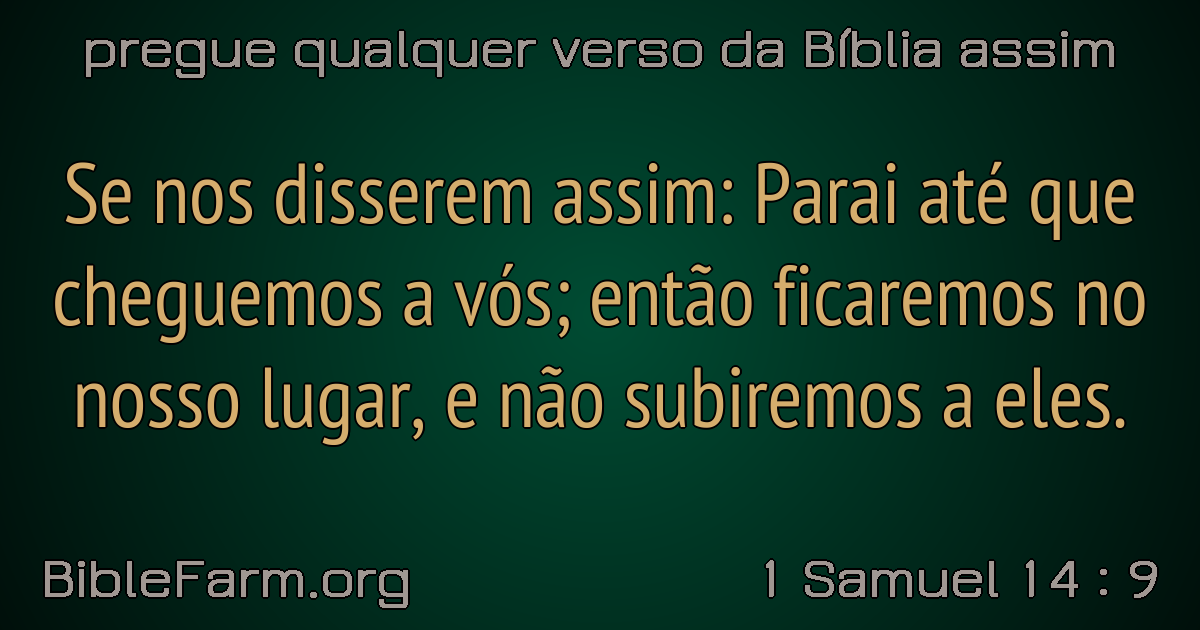 pregue qualquer verso da Bíblia assim
Se nos disserem assim: Parai até que
cheguemos a vós; então ficaremos no
nosso lugar, e não subiremos a eles.
BibleFarm.org
1 Samuel 14 : 9